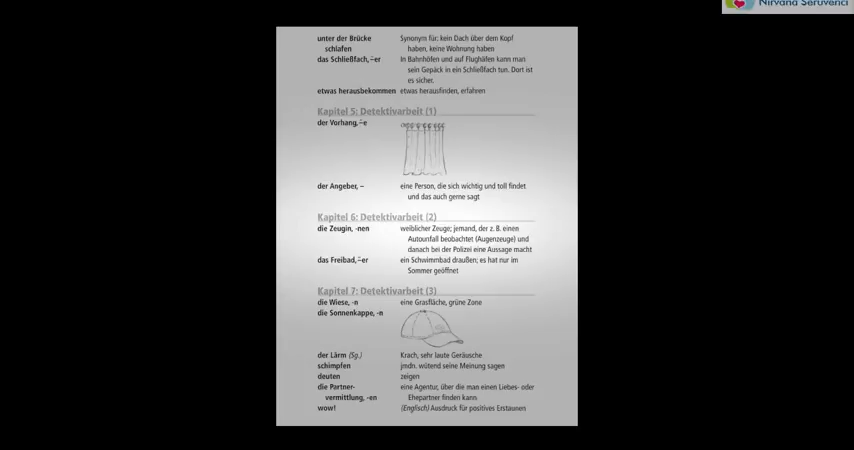 Nirvana Serüvenci
unter der Brücke Synonym für: kein Dach über dem Kopf
schlafen haben, keine Wohnung haben
das Schließfach, ¨-er In Bahnhöfen und auf Flughäfen kann man
sein Gepäck in ein Schließfach tun. Dort ist
es sicher.
etwas herausbekommen etwas herausfinden, erfahren
Kapitel 5: Detektivarbeit (1)
der Vorhang, ¨-e
der Angeber, – eine Person, die sich wichtig und toll findet
und das auch gerne sagt
Kapitel 6: Detektivarbeit (2)
die Zeugin, -nen weiblicher Zeuge; jemand, der z. B. einen
Autounfall beobachtet (Augenzeuge) und
danach bei der Polizei eine Aussage macht
das Freibad, ¨-er ein Schwimmbad draußen; es hat nur im
Sommer geöffnet
Kapitel 7: Detektivarbeit (3)
die Wiese, -n eine Grasfläche, grüne Zone
die Sonnenkappe, -n
der Lärm (Sg.) Krach, sehr laute Geräusche
schimpfen jmdn. wütend seine Meinung sagen
deuten zeigen
die Partner- eine Agentur, über die man einen Liebes- oder
vermittlung, -en Ehepartner finden kann
wow! (Englisch) Ausdruck für positives Erstaunen